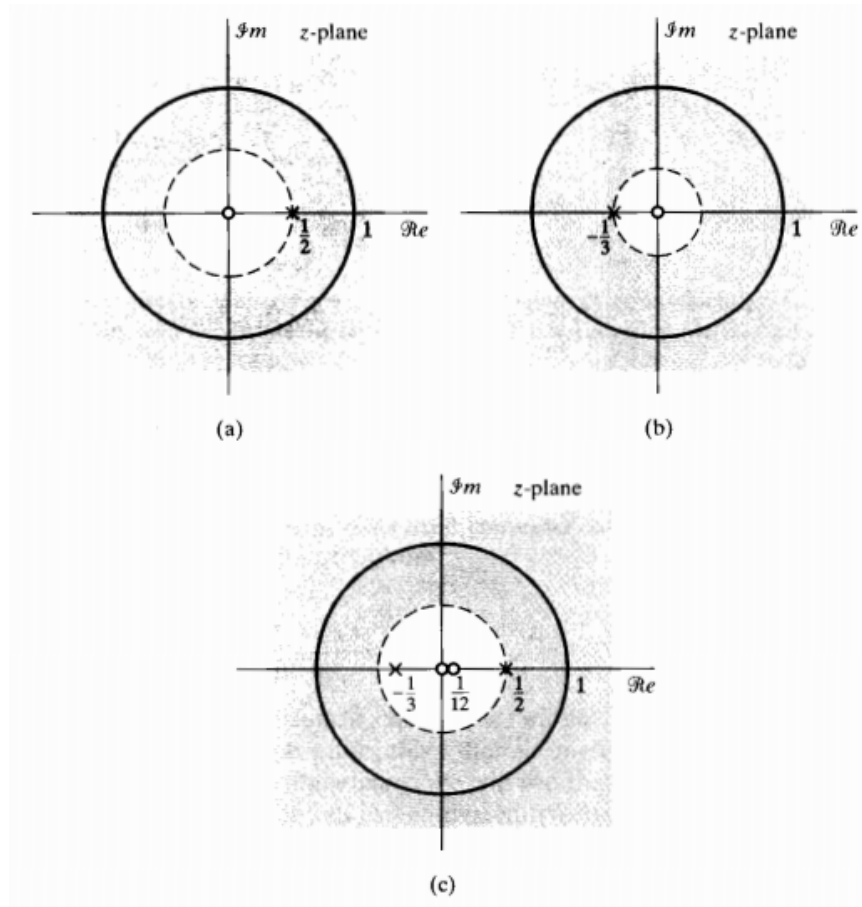 ℐm z-plane
1/2 1 ℛe
(a)
ℐm z-plane
-1/3 1 ℛe
(b)
ℐm z-plane
-1/3 1/12 1/2 1 ℛe
(c)